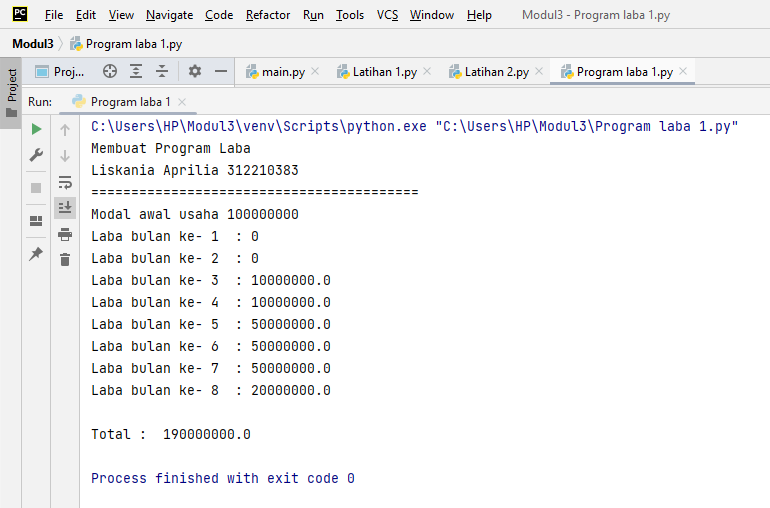 PC File Edit View Navigate Code Refactor Run Tools VCS Window Help Modul3 - Program laba 1.py
Modul3 Program laba 1.py
Project
Proj... main.py Latihan 1.py Latihan 2.py Program laba 1.py
Run: Program laba 1
C:\Users\HP\Modul3\venv\Scripts\python.exe "C:\Users\HP\Modul3\Program laba 1.py"
Membuat Program Laba
Liskania Aprilia 312210383
=========================================
Modal awal usaha 100000000
Laba bulan ke- 1  : 0
Laba bulan ke- 2  : 0
Laba bulan ke- 3  : 10000000.0
Laba bulan ke- 4  : 10000000.0
Laba bulan ke- 5  : 50000000.0
Laba bulan ke- 6  : 50000000.0
Laba bulan ke- 7  : 50000000.0
Laba bulan ke- 8  : 20000000.0
Total :  190000000.0
Process finished with exit code 0